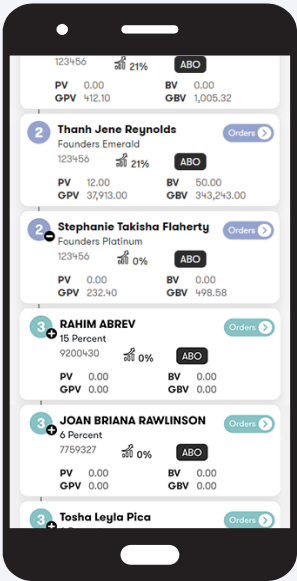 123456 21% ABO
PV 0.00 BV 0.00
GPV 412.10 GBV 1,005.32
2 Thanh Jene Reynolds Orders
Founders Emerald
123456 21% ABO
PV 12.00 BV 50.00
GPV 37,913.00 GBV 343,243.00
2 Stephanie Takisha Flaherty Orders
Founders Platinum
123456 0% ABO
PV 0.00 BV 0.00
GPV 232.40 GBV 498.58
3 RAHIM ABREV Orders
15 Percent
9200430 0% ABO
PV 0.00 BV 0.00
GPV 0.00 GBV 0.00
3 JOAN BRIANA RAWLINSON Orders
6 Percent
7759327 0% ABO
PV 0.00 BV 0.00
GPV 0.00 GBV 0.00
3 Tosha Leyla Pica Orders